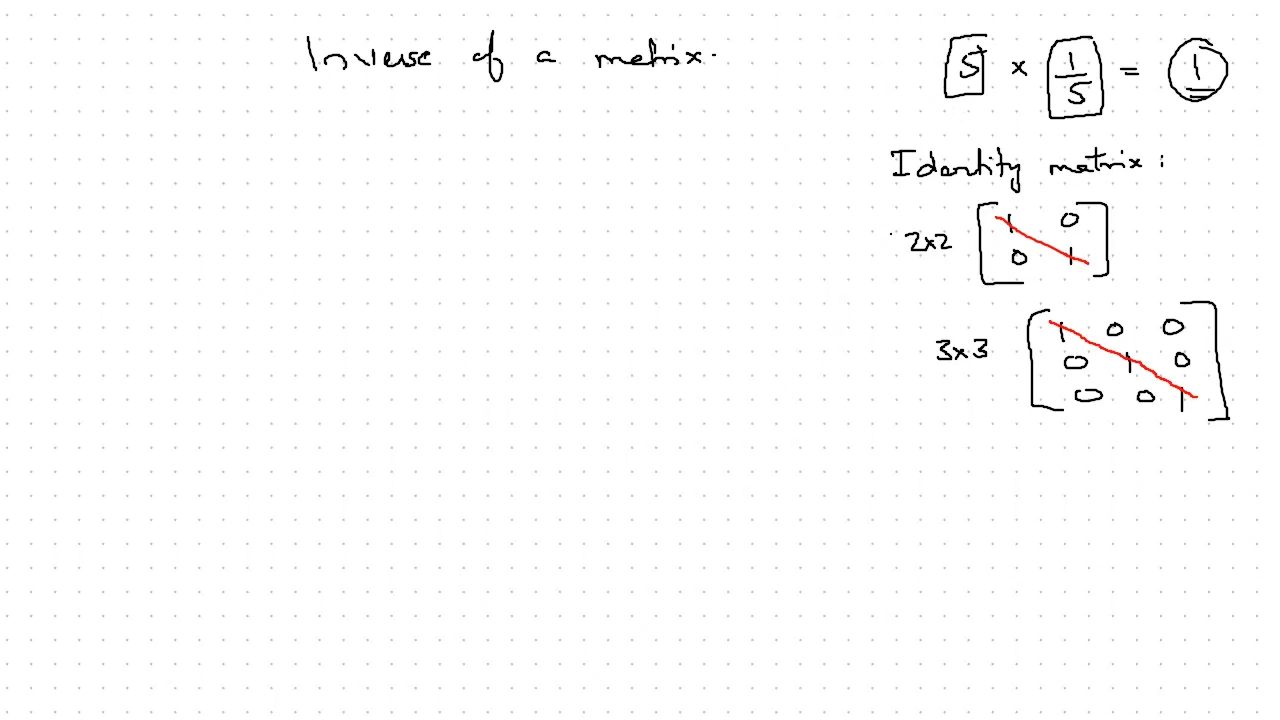 Inverse of a matrix.
5 × 1/5 = 1
Identity matrix :
2x2 [1 0
0 1]
3x3 [1 0 0
0 1 0
0 0 1]